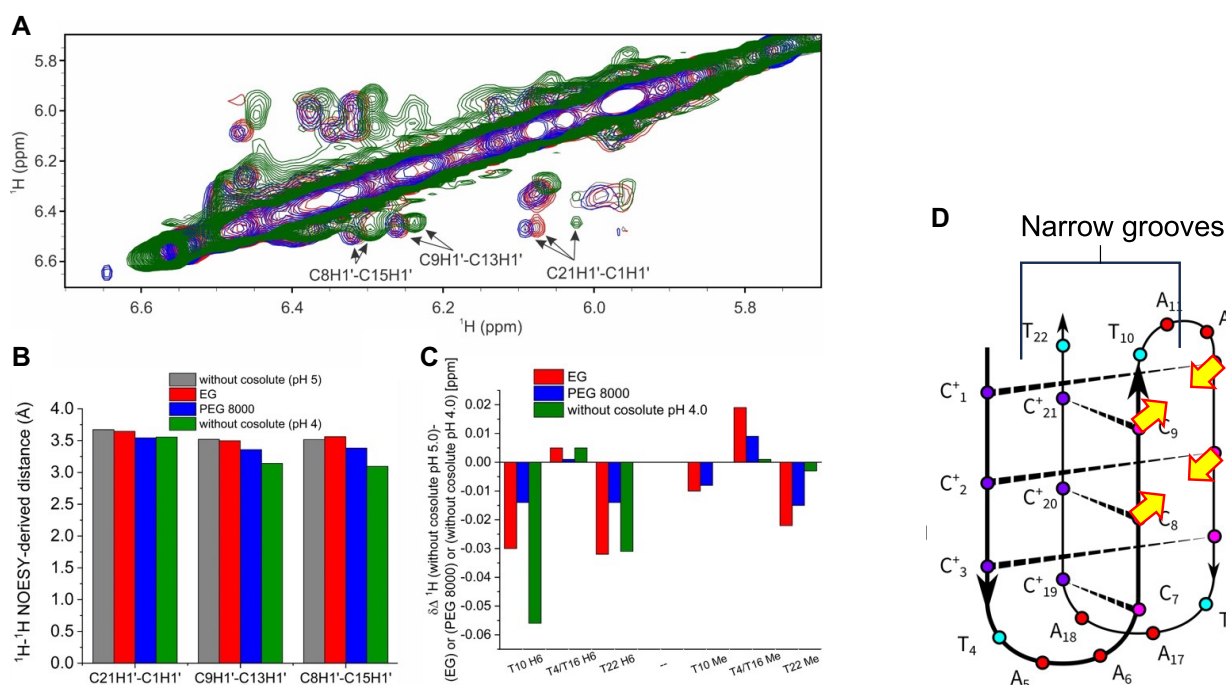 A
5.8
6.0
6.2
6.4
6.6
¹H (ppm)
6.6
6.4
6.2
6.0
5.8
¹H (ppm)
C8H1'-C15H1'
C9H1'-C13H1'
C21H1'-C1H1'
B
without cosolute (pH 5)
EG
PEG 8000
without cosolute (pH 4)
¹H-¹H NOESY-derived distance (Å)
4.0
3.5
3.0
2.5
2.0
1.5
1.0
0.5
0.0
C21H1'-C1H1'
C9H1'-C13H1'
C8H1'-C15H1'
C
EG
PEG 8000
without cosolute pH 4.0
δΔ ¹H (without cosolute pH 5.0)-
(EG) or (PEG 8000) or (without cosolute pH 4.0) [ppm]
0.02
0.01
0.00
-0.01
-0.02
-0.03
-0.04
-0.05
-0.06
T10 H6
T4/T16 H6
T22 H6
--
T10 Me
T4/T16 Me
T22 Me
D
Narrow grooves
A₁₁
A
T₂₂
T₁₀
C⁺₁
C⁺₂₁
C₉
C⁺₂
C⁺₂₀
C₈
C⁺₃
C⁺₁₉
C₇
T₄
A₁₈
A₁₇
T
A₅
A₆